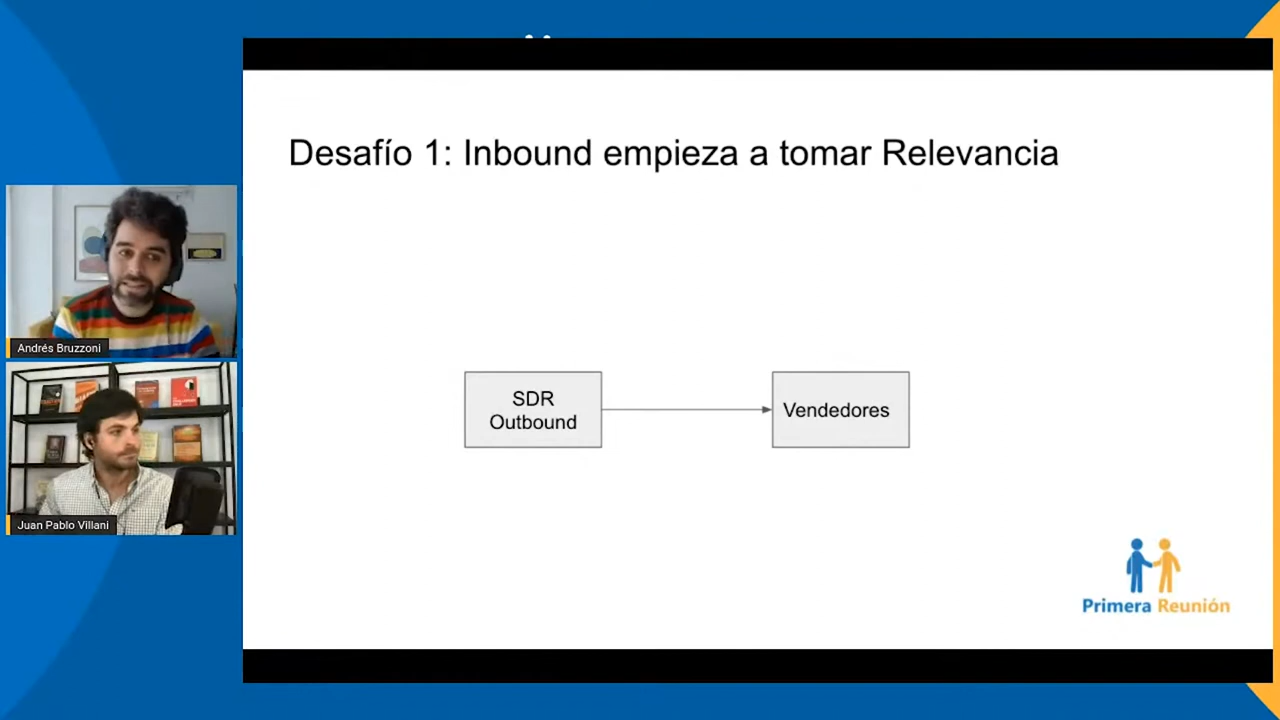 Desafío 1: Inbound empieza a tomar Relevancia
SDR
Outbound
Vendedores
Andrés Bruzzoni
Juan Pablo Villani
Primera Reunión